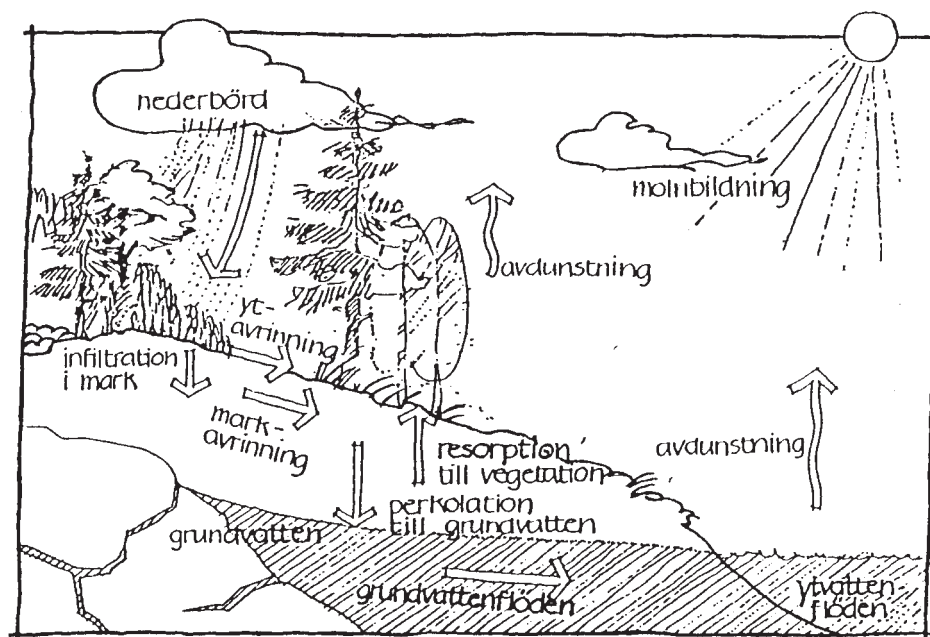 nederbörd
molnbildning
avdunstning
yt-
avrinning
infiltration
i mark
mark-
avrinning
resorption
till vegetation
avdunstning
perkolation
till grundvatten
grundvatten
grundvattenflöden
ytvatten
flöden